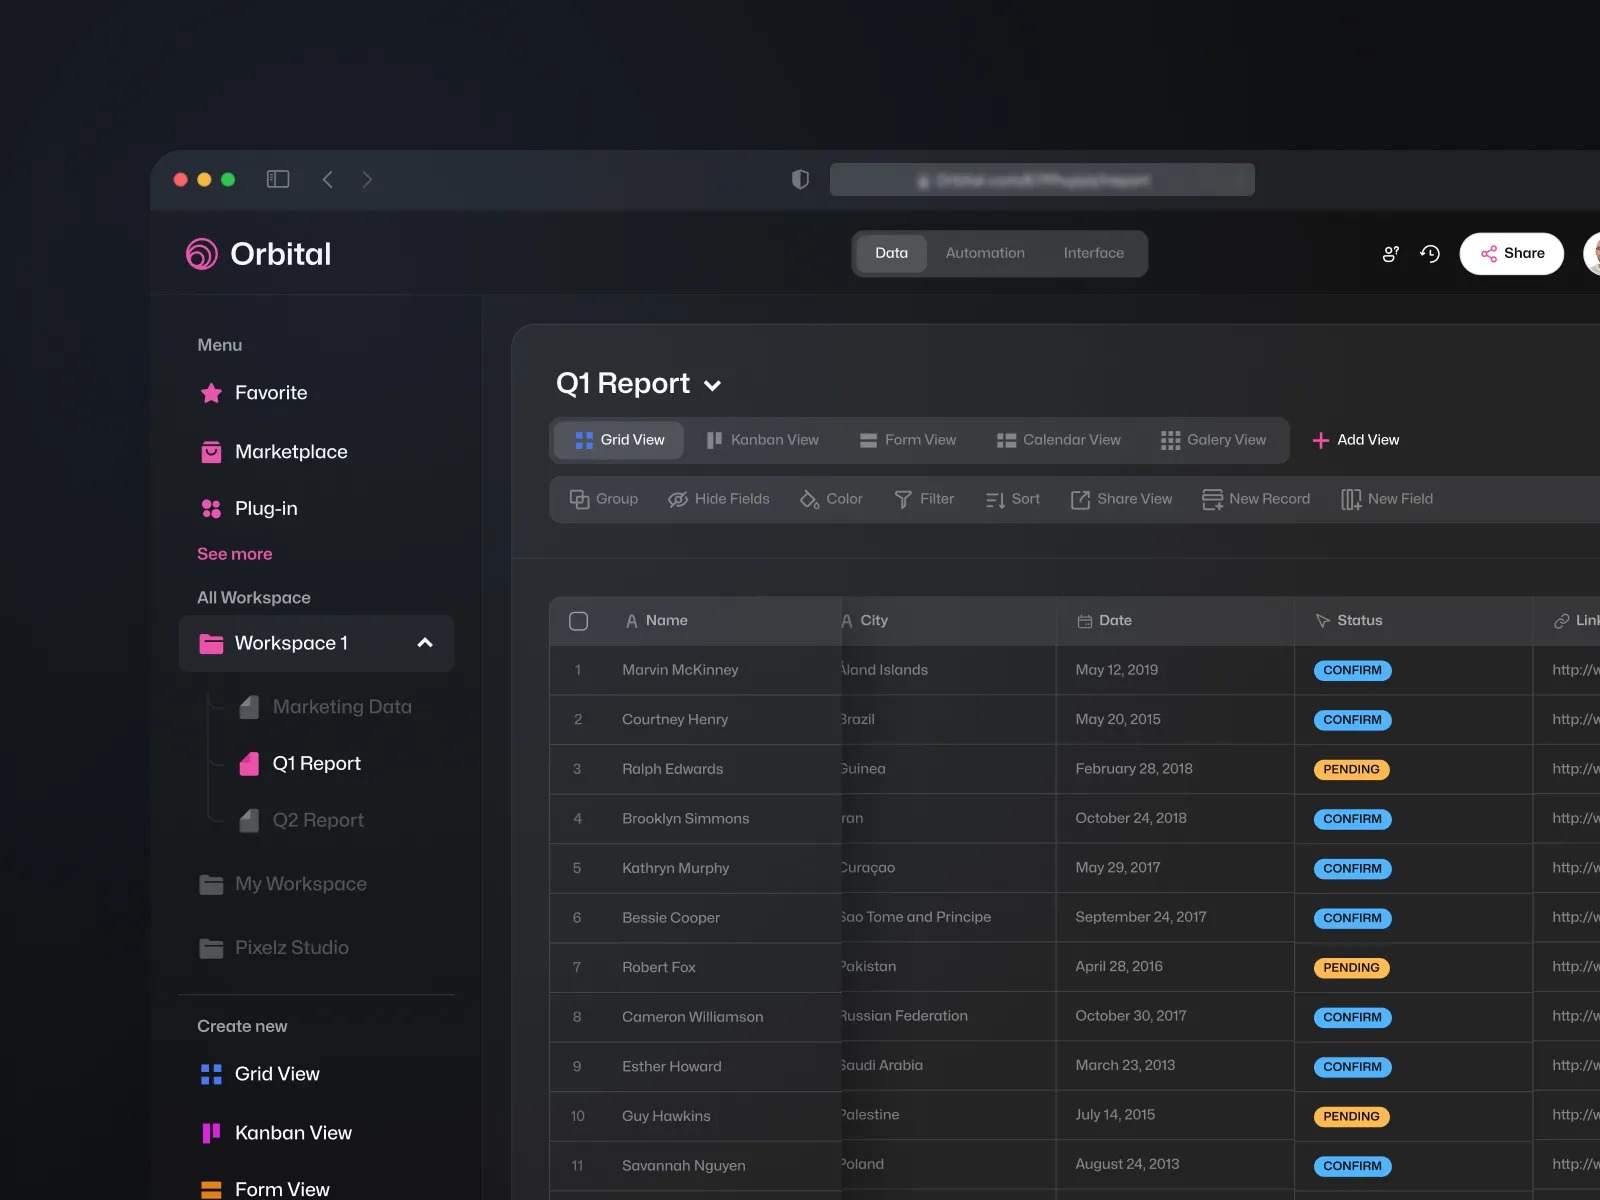 Orbital
Data Automation Interface
Share
Menu
Favorite
Marketplace
Plug-in
See more
All Workspace
Workspace 1
Marketing Data
Q1 Report
Q2 Report
My Workspace
Pixelz Studio
Create new
Grid View
Kanban View
Form View
Q1 Report
Grid View Kanban View Form View Calendar View Galery View Add View
Group Hide Fields Color Filter Sort Share View New Record New Field
A Name A City Date Status Link
1 Marvin McKinney Åland Islands May 12, 2019 CONFIRM http://w
2 Courtney Henry Brazil May 20, 2015 CONFIRM http://w
3 Ralph Edwards Guinea February 28, 2018 PENDING http://w
4 Brooklyn Simmons Iran October 24, 2018 CONFIRM http://w
5 Kathryn Murphy Curaçao May 29, 2017 CONFIRM http://w
6 Bessie Cooper Sao Tome and Principe September 24, 2017 CONFIRM http://w
7 Robert Fox Pakistan April 28, 2016 PENDING http://w
8 Cameron Williamson Russian Federation October 30, 2017 CONFIRM http://w
9 Esther Howard Saudi Arabia March 23, 2013 CONFIRM http://w
10 Guy Hawkins Palestine July 14, 2015 PENDING http://w
11 Savannah Nguyen Poland August 24, 2013 CONFIRM http://w